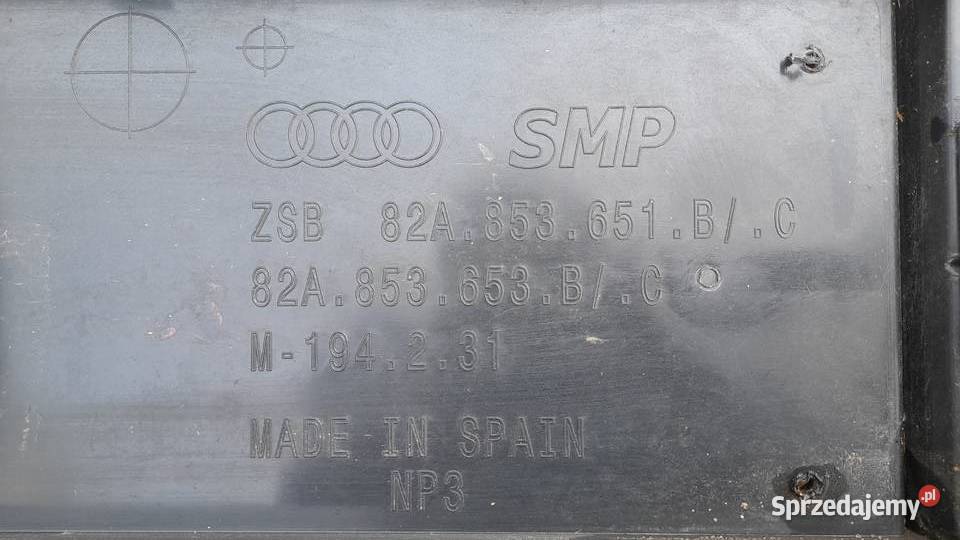 SMP
ZSB 82A.853.651.B/.C
82A.853.653.B/.C
M-194.2.31
MADE IN SPAIN
NP3
Sprzedajemy.pl